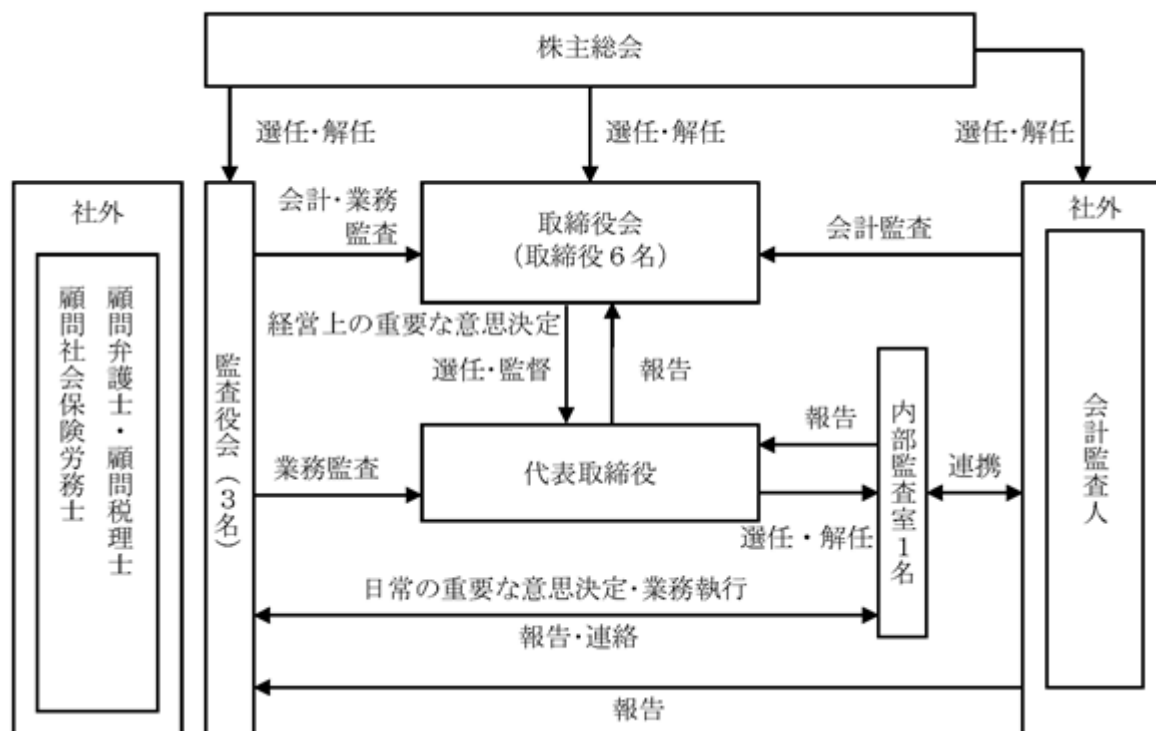 株主総会
選任・解任
選任・解任
選任・解任
社外
顧問弁護士・顧問税理士
顧問社会保険労務士
監査役会（3名）
会計・業務
監査
取締役会
（取締役６名）
会計監査
社外
会計監査人
経営上の重要な意思決定
選任・監督
報告
業務監査
代表取締役
報告
選任・解任
内部監査室1名
連携
日常の重要な意思決定・業務執行
報告・連絡
報告